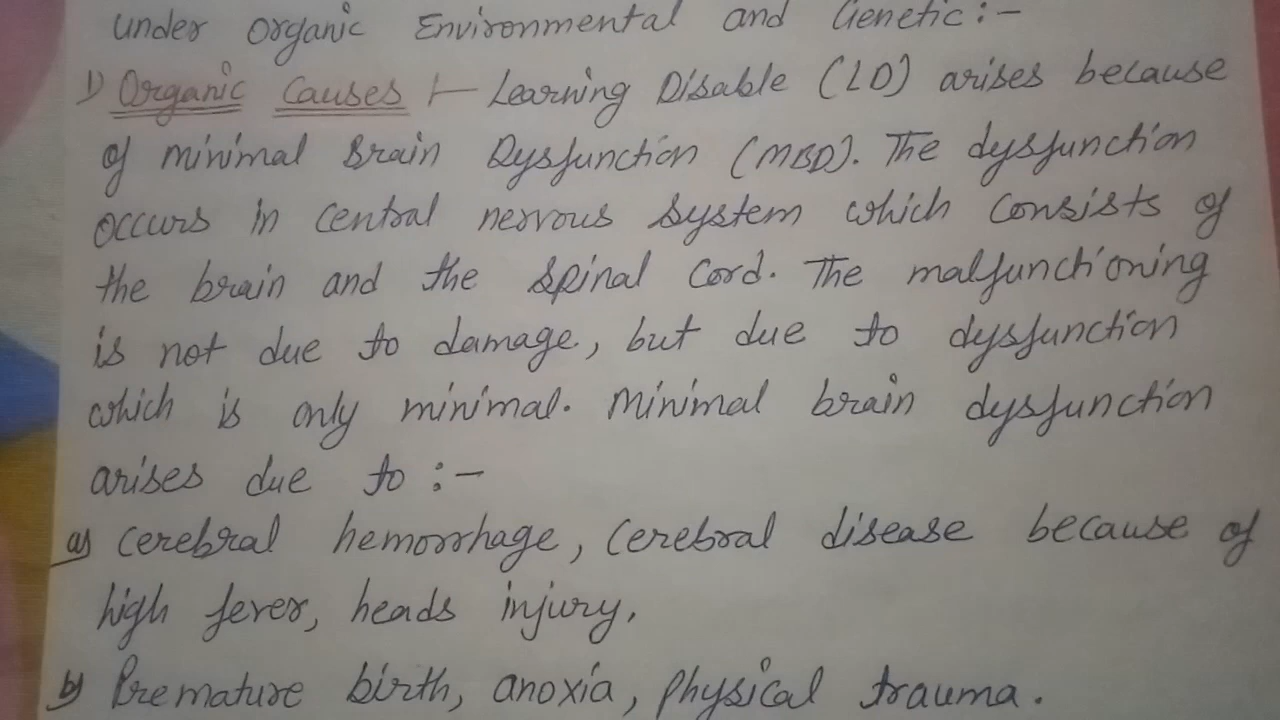 under Organic Environmental and Genetic :-
1) Organic Causes :- Learning Disable (LD) arises because
of minimal Brain Dysfunction (MBD). The dysfunction
occurs in central nervous system which consists of
the brain and the spinal cord. The malfunctioning
is not due to damage, but due to dysfunction
which is only minimal. Minimal brain dysfunction
arises due to :-
a) Cerebral hemorrhage, cerebral disease because of
high fever, heads injury.
b) Premature birth, anoxia, physical trauma.